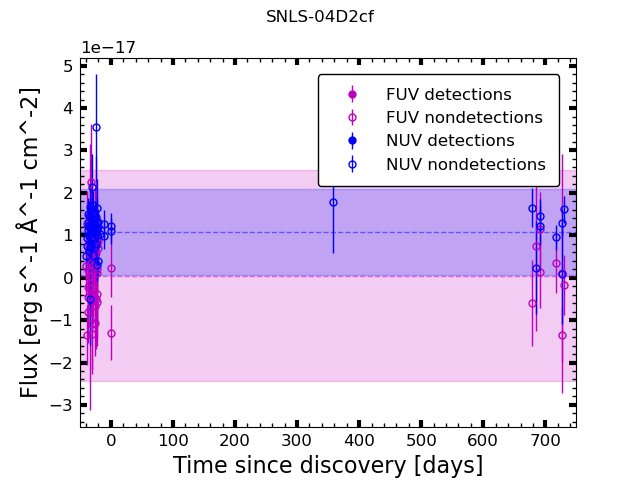 SNLS-04D2cf
1e−17
FUV detections
FUV nondetections
NUV detections
NUV nondetections
5
4
3
2
1
0
−1
−2
−3
Flux [erg s^-1 Å^-1 cm^-2]
0 100 200 300 400 500 600 700
Time since discovery [days]